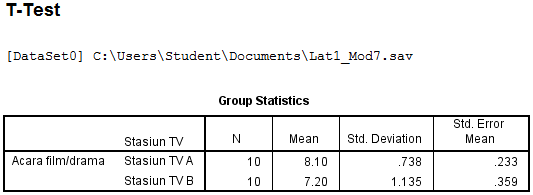 T-Test
[DataSet0] C:\Users\Student\Documents\Lat1_Mod7.sav
Group Statistics
Stasiun TV N Mean Std. Deviation Std. Error Mean
Acara film/drama Stasiun TV A 10 8.10 .738 .233
Stasiun TV B 10 7.20 1.135 .359